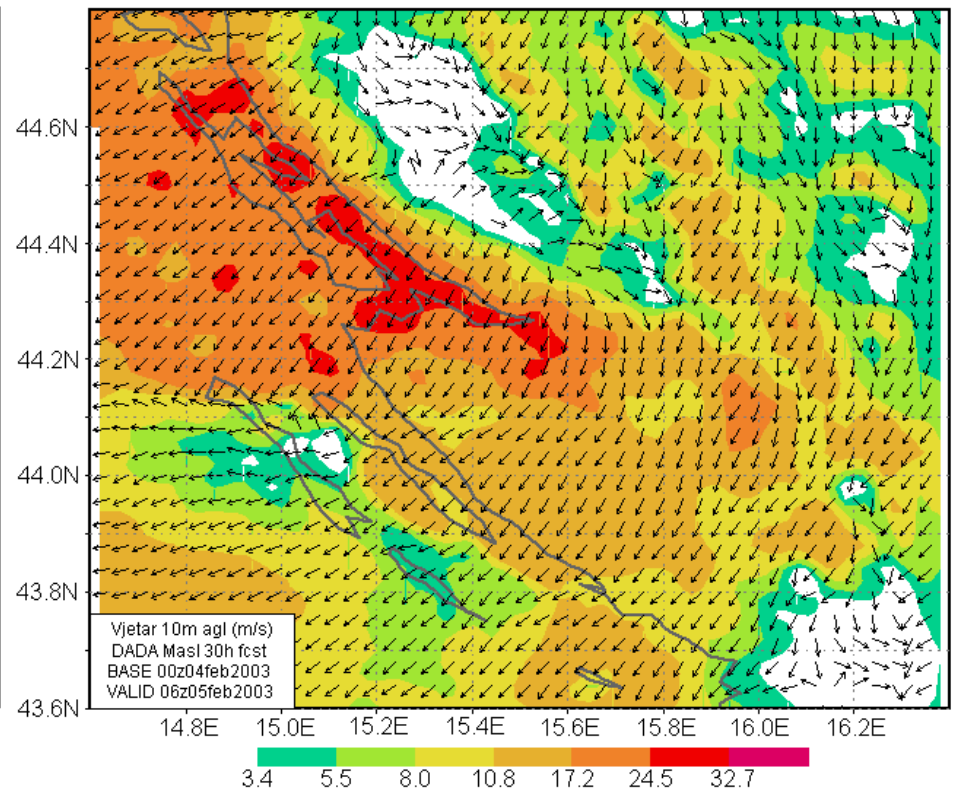 44.6N
44.4N
44.2N
44.0N
43.8N
43.6N
Vjetar 10m agl (m/s)
DADA Masl 30h fcst
BASE 00z04feb2003
VALID 06z05feb2003
14.8E 15.0E 15.2E 15.4E 15.6E 15.8E 16.0E 16.2E
3.4 5.5 8.0 10.8 17.2 24.5 32.7